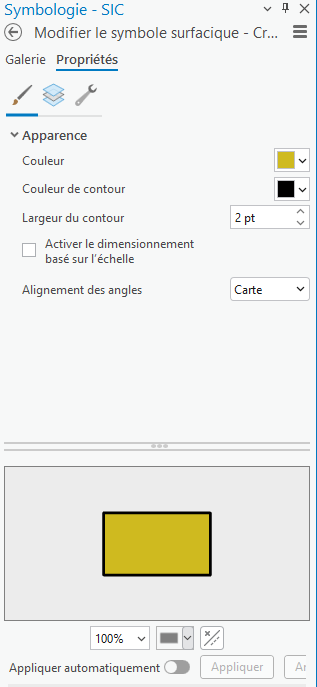 Symbologie - SIC
Modifier le symbole surfacique - Cr...
Galerie Propriétés
Apparence
Couleur
Couleur de contour
Largeur du contour 2 pt
Activer le dimensionnement
basé sur l'échelle
Alignement des angles Carte
100%
Appliquer automatiquement Appliquer